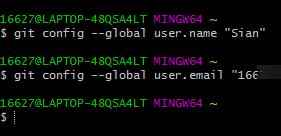 16627@LAPTOP-48QSA4LT MINGW64 ~
$ git config --global user.name "Sian"
16627@LAPTOP-48QSA4LT MINGW64 ~
$ git config --global user.email "166
16627@LAPTOP-48QSA4LT MINGW64 ~
$